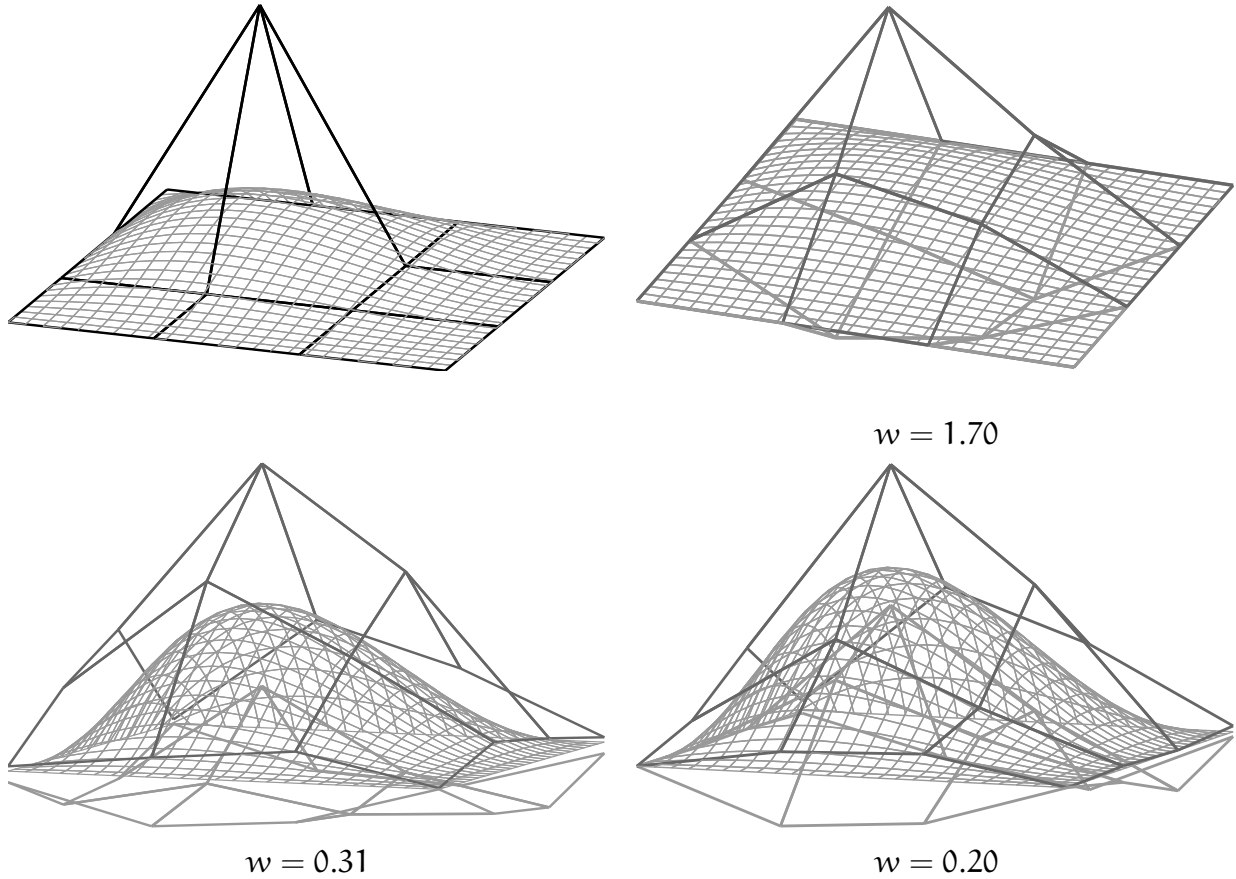 w = 1.70
w = 0.31
w = 0.20